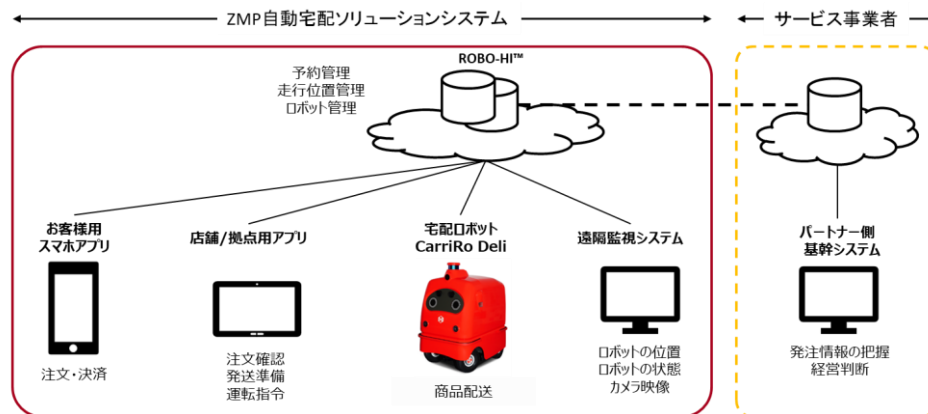 ZMP自動宅配ソリューションシステム
サービス事業者
ROBO-HI™
予約管理
走行位置管理
ロボット管理
お客様用
スマホアプリ
注文・決済
店舗/拠点用アプリ
注文確認
発送準備
運転指令
宅配ロボット
CarriRo Deli
商品配送
遠隔監視システム
ロボットの位置
ロボットの状態
カメラ映像
パートナー側
基幹システム
発注情報の把握
経営判断